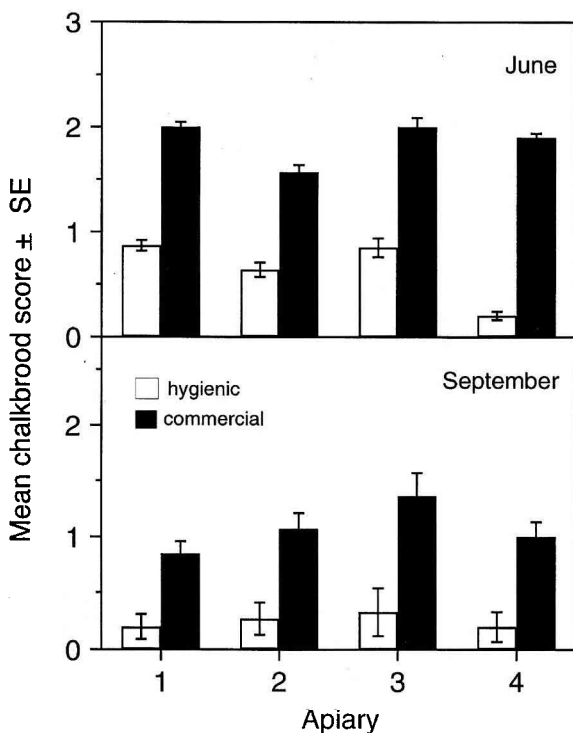 3
June
2
1
0
Mean chalkbrood score ± SE
September
hygienic
commercial
2
1
0
1 2 3 4
Apiary